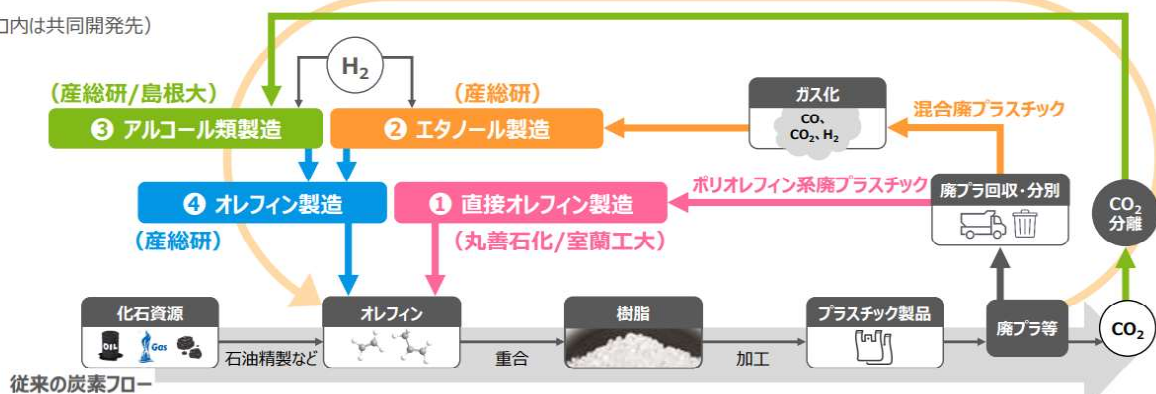 口内は共同開発先）
H₂
（産総研/島根大）
（産総研）
❸ アルコール類製造
❷ エタノール製造
ガス化
CO、
CO₂、H₂
混合廃プラスチック
ポリオレフィン系廃プラスチック
❹ オレフィン製造
❶ 直接オレフィン製造
廃プラ回収・分別
CO₂
分離
（産総研）
（丸善石化/室蘭工大）
化石資源
OIL
Gas
石油精製など
オレフィン
重合
樹脂
加工
プラスチック製品
廃プラ等
CO₂
従来の炭素フロー